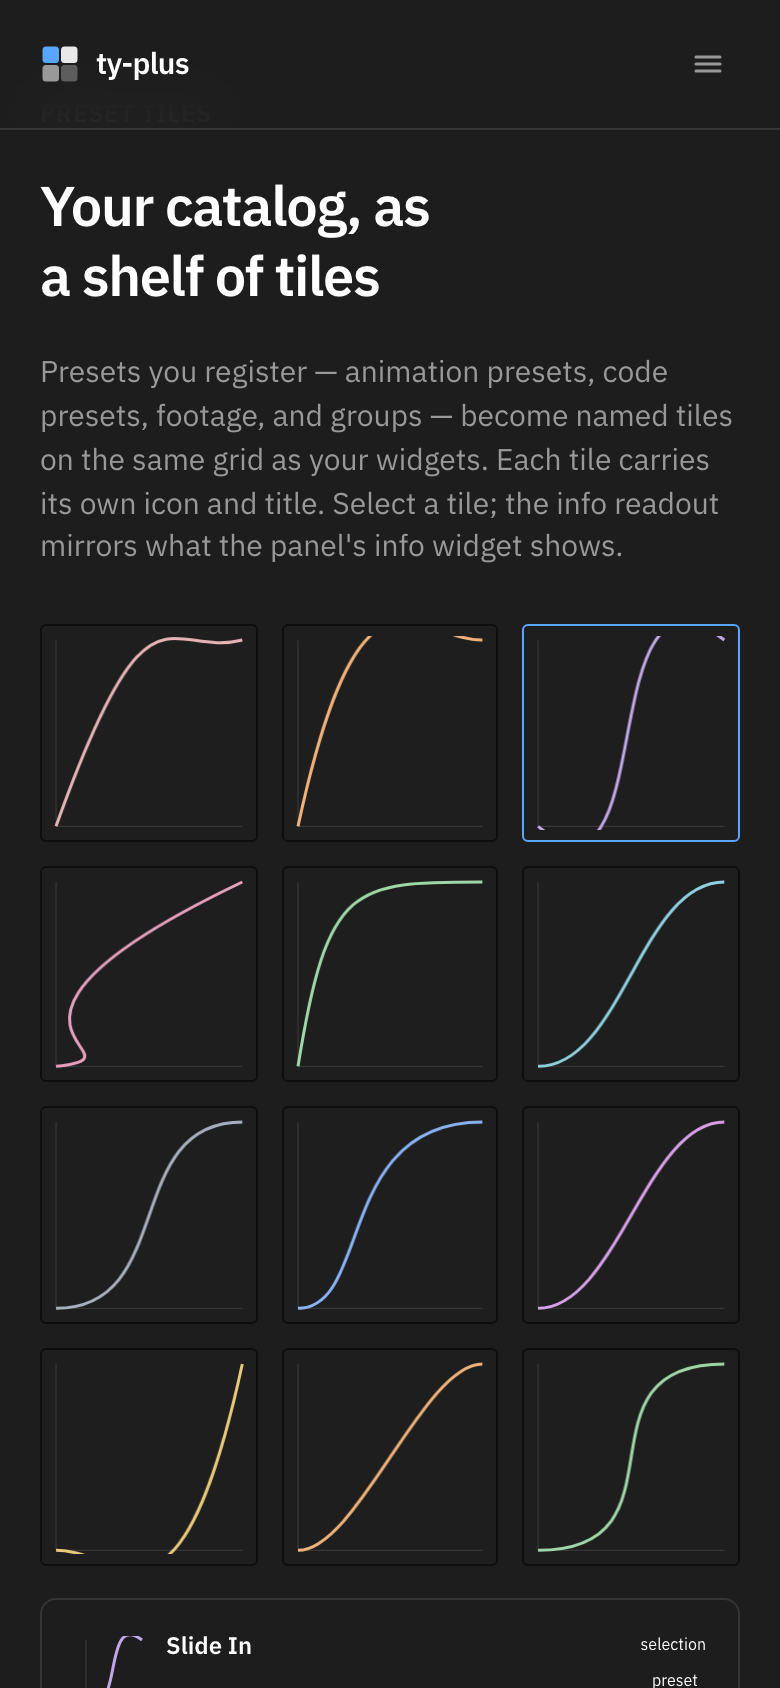 ty-plus
PRESET TILES
Your catalog, as
a shelf of tiles
Presets you register — animation presets, code
presets, footage, and groups — become named tiles
on the same grid as your widgets. Each tile carries
its own icon and title. Select a tile; the info readout
mirrors what the panel's info widget shows.
Slide In
selection
preset